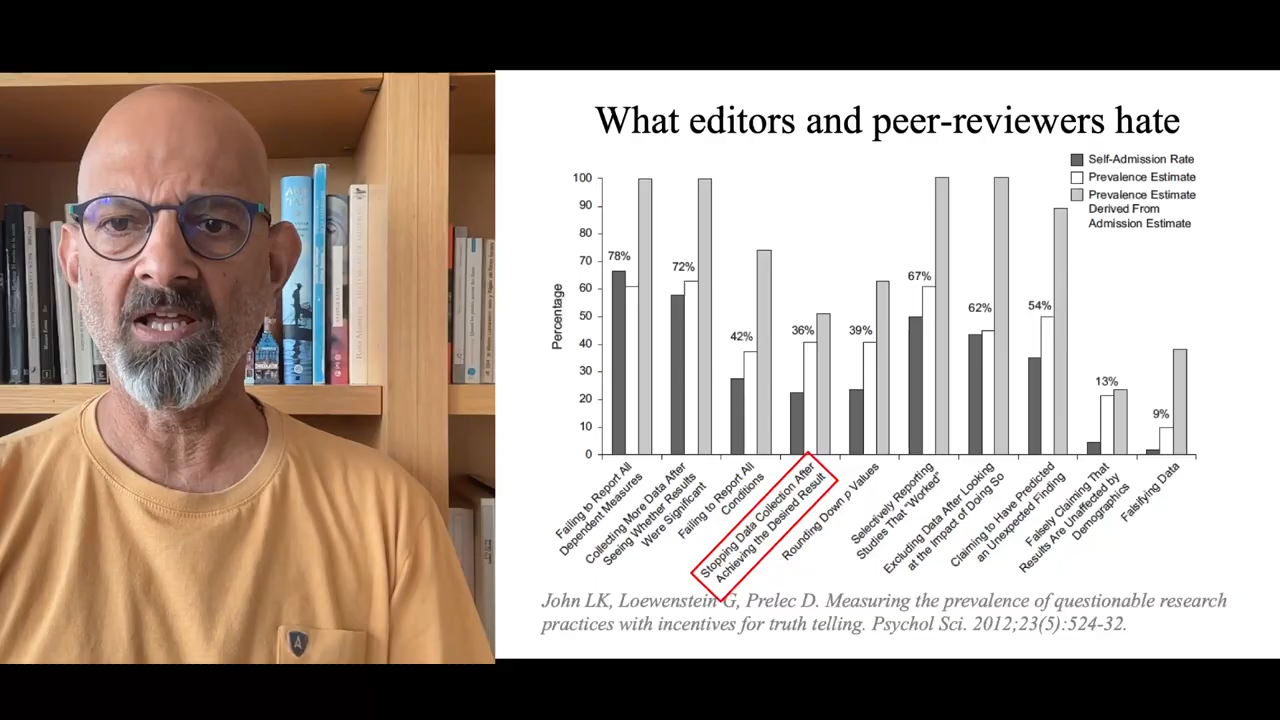 What editors and peer-reviewers hate
Self-Admission Rate
Prevalence Estimate
Prevalence Estimate
Derived From
Admission Estimate
Percentage
100
90
80
70
60
50
40
30
20
10
0
78%
72%
42%
36%
39%
67%
62%
54%
13%
9%
Failing to Report All
Dependent Measures
Collecting More Data After
Seeing Whether Results
Were Significant
Failing to Report All
Conditions
Stopping Data Collection After
Achieving the Desired Result
Rounding Down p Values
Selectively Reporting
Studies That "Worked"
Excluding Data After Looking
at the Impact of Doing So
Claiming to Have Predicted
an Unexpected Finding
Falsely Claiming That
Results Are Unaffected by
Demographics
Falsifying Data
John LK, Loewenstein G, Prelec D. Measuring the prevalence of questionable research
practices with incentives for truth telling. Psychol Sci. 2012;23(5):524-32.
A